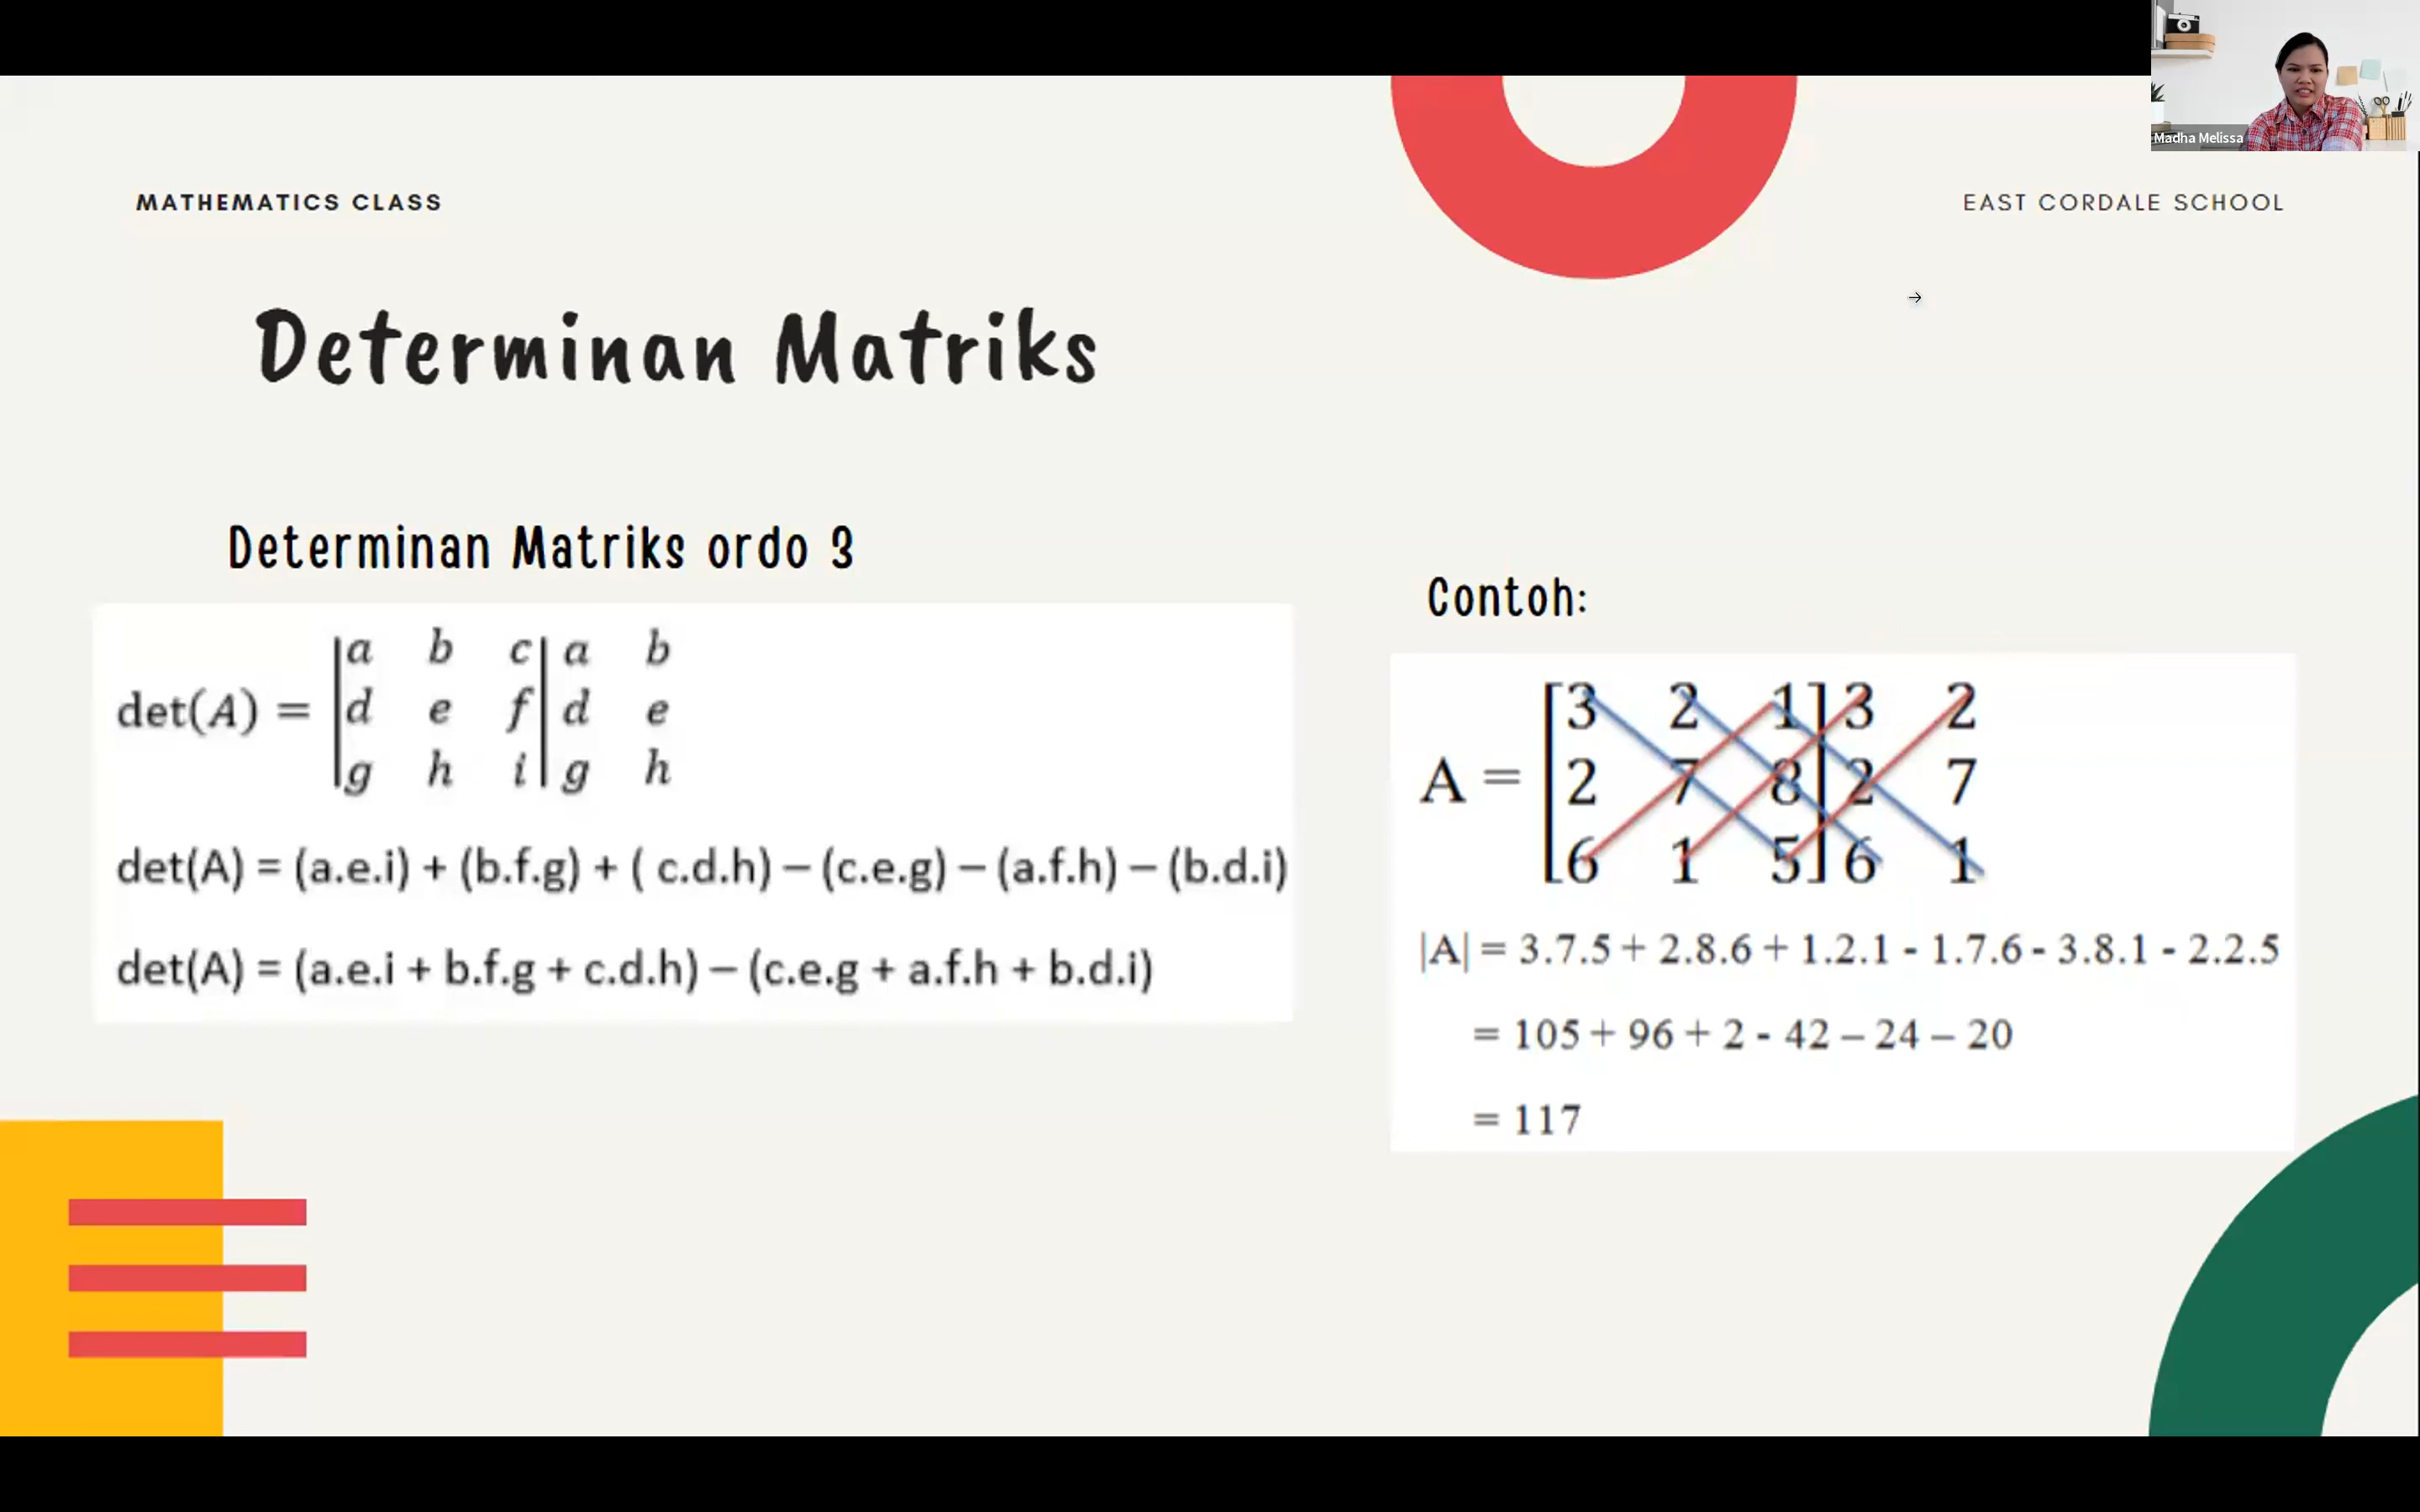 Madha Melissa
MATHEMATICS CLASS
EAST CORDALE SCHOOL
Determinan Matriks
Determinan Matriks ordo 3
det(A) = |a b c| a b
|d e f| d e
|g h i| g h
det(A) = (a.e.i) + (b.f.g) + ( c.d.h) – (c.e.g) – (a.f.h) – (b.d.i)
det(A) = (a.e.i + b.f.g + c.d.h) – (c.e.g + a.f.h + b.d.i)
Contoh:
A = [3 2 1] 3 2
[2 7 8] 2 7
[6 1 5] 6 1
|A| = 3.7.5 + 2.8.6 + 1.2.1 - 1.7.6 - 3.8.1 - 2.2.5
= 105 + 96 + 2 - 42 – 24 – 20
= 117